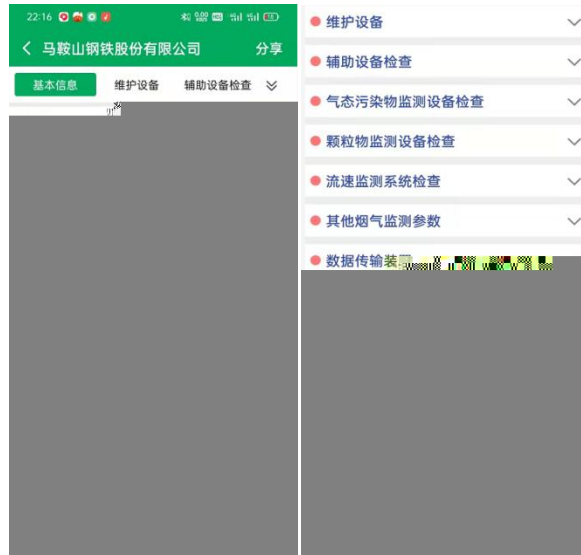 22:16
马鞍山钢铁股份有限公司
分享
基本信息 维护设备 辅助设备检查
维护设备
辅助设备检查
气态污染物监测设备检查
颗粒物监测设备检查
流速监测系统检查
其他烟气监测参数
数据传输装